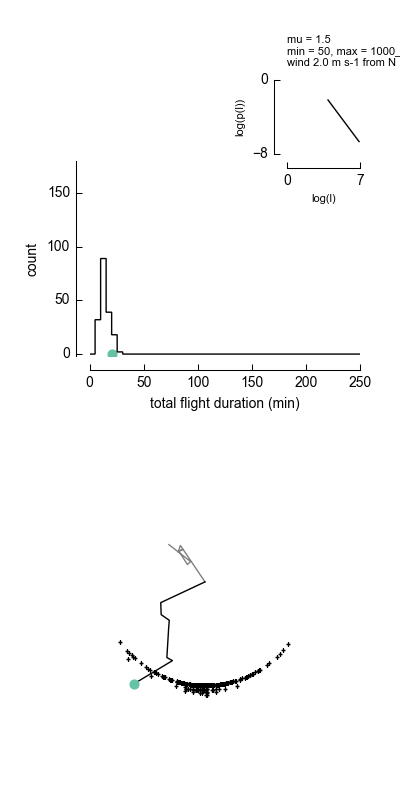 mu = 1.5
min = 50, max = 1000_
wind 2.0 m s-1 from N
0
−8
log(p(l))
0
7
log(l)
150
100
50
0
count
0
50
100
150
200
250
total flight duration (min)